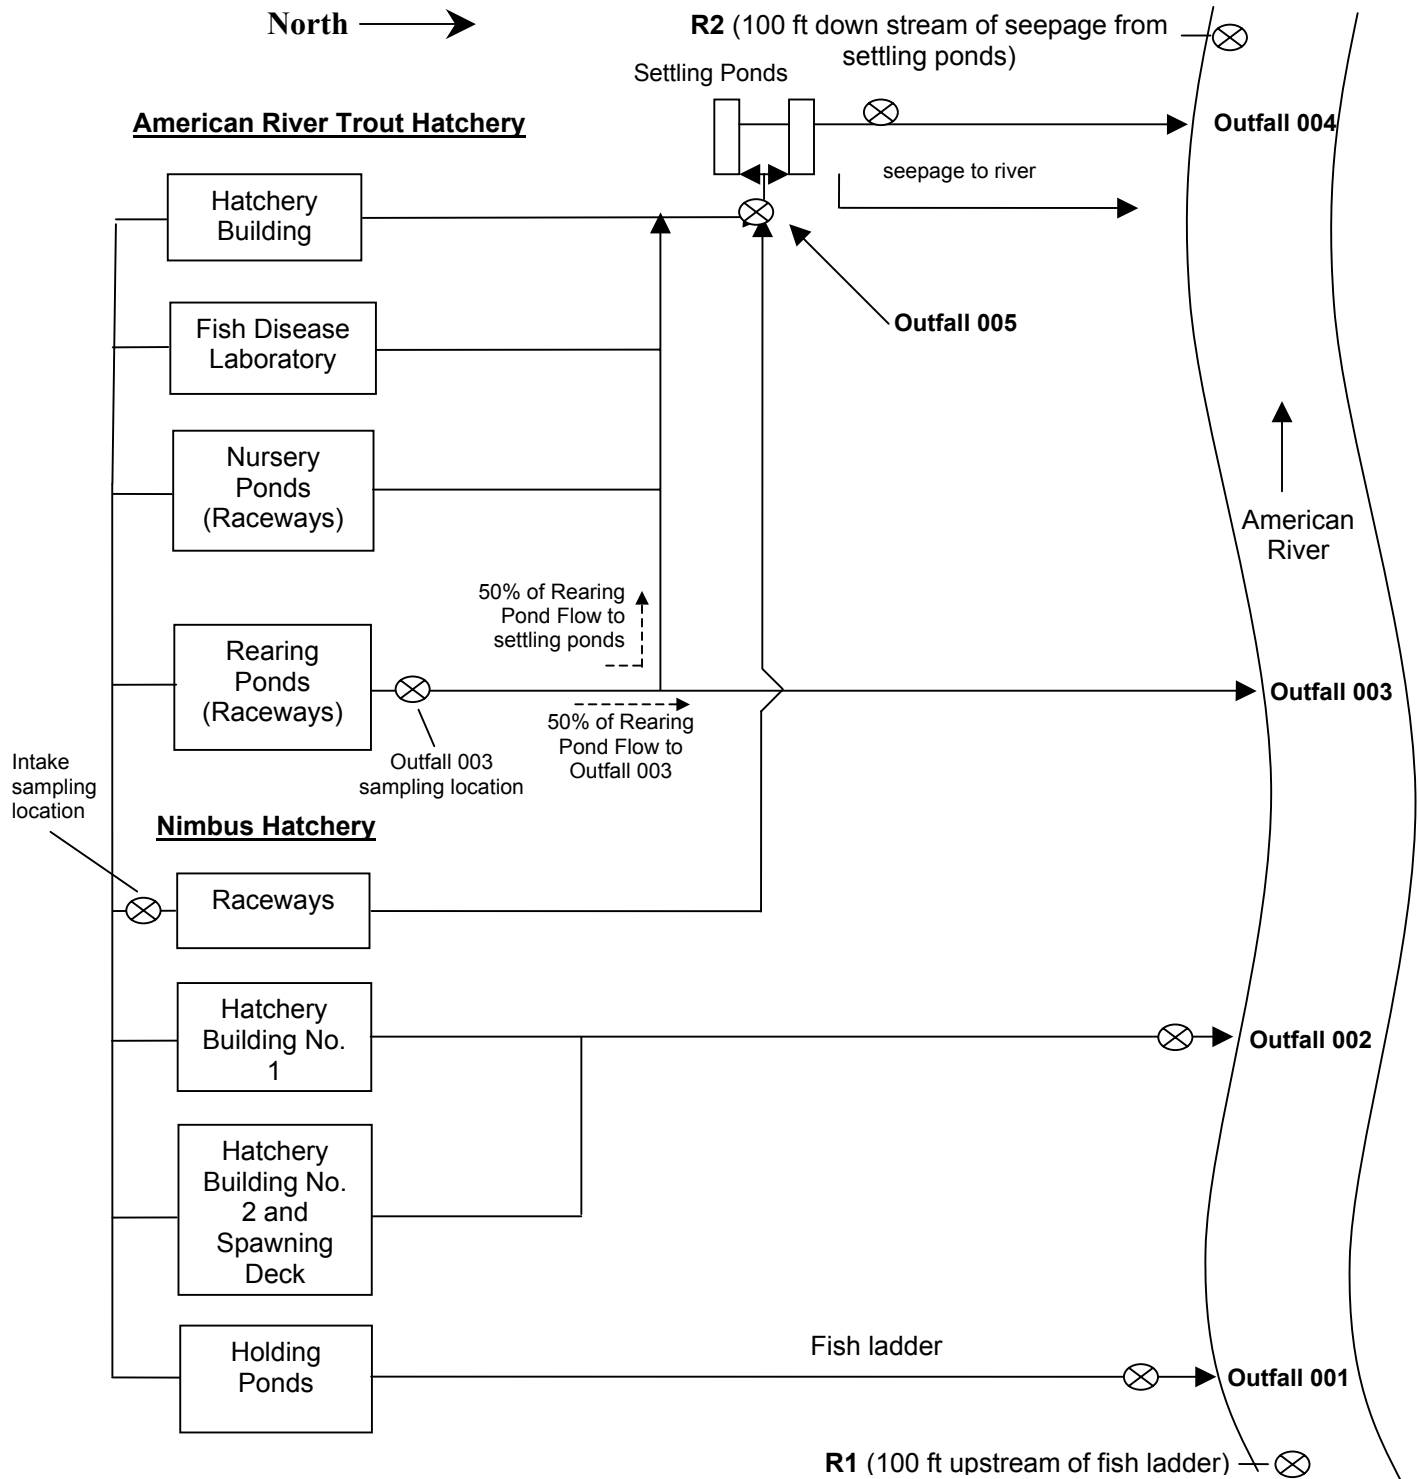 North
R2 (100 ft down stream of seepage from
settling ponds)
Settling Ponds
American River Trout Hatchery
Outfall 004
seepage to river
Hatchery
Building
Outfall 005
Fish Disease
Laboratory
Nursery
Ponds
(Raceways)
American
River
50% of Rearing
Pond Flow to
settling ponds
Rearing
Ponds
(Raceways)
Outfall 003
50% of Rearing
Pond Flow to
Outfall 003
Outfall 003
sampling location
Intake
sampling
location
Nimbus Hatchery
Raceways
Hatchery
Building No.
1
Outfall 002
Hatchery
Building No.
2 and
Spawning
Deck
Fish ladder
Holding
Ponds
Outfall 001
R1 (100 ft upstream of fish ladder)